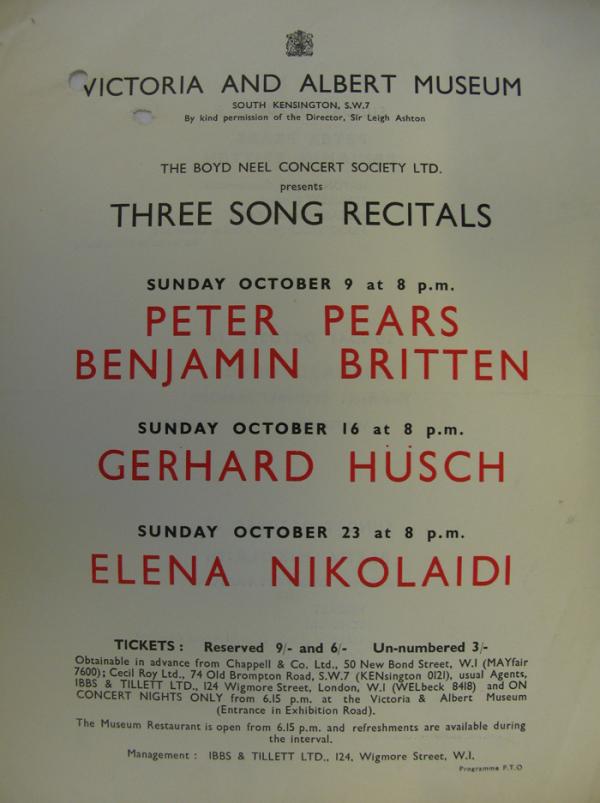 VICTORIA AND ALBERT MUSEUM
SOUTH KENSINGTON, S.W.7
By kind permission of the Director, Sir Leigh Ashton
THE BOYD NEEL CONCERT SOCIETY LTD.
presents
THREE SONG RECITALS
SUNDAY OCTOBER 9 at 8 p.m.
PETER PEARS
BENJAMIN BRITTEN
SUNDAY OCTOBER 16 at 8 p.m.
GERHARD HÜSCH
SUNDAY OCTOBER 23 at 8 p.m.
ELENA NIKOLAIDI
TICKETS : Reserved 9/- and 6/- Un-numbered 3/-
Obtainable in advance from Chappell & Co. Ltd., 50 New Bond Street, W.1 (MAYfair
7600); Cecil Roy Ltd., 74 Old Brompton Road, S.W.7 (KENsington 0121), usual Agents,
IBBS & TILLETT LTD., 124 Wigmore Street, London, W.1 (WELbeck 8418) and ON
CONCERT NIGHTS ONLY from 6.15 p.m. at the Victoria & Albert Museum
(Entrance in Exhibition Road).
The Museum Restaurant is open from 6.15 p.m. and refreshments are available during
the interval.
Management : IBBS & TILLETT LTD., 124, Wigmore Street, W.1.
Programme P.T.O